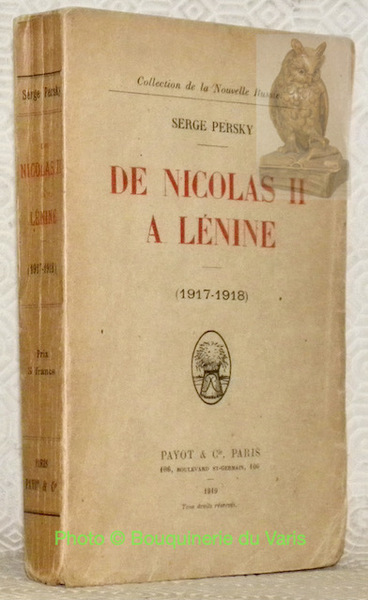 Collection de la Nouvelle Russie
SERGE PERSKY
DE NICOLAS II
A LÉNINE
(1917-1918)
PAYOT & Cie, PARIS
106, BOULEVARD ST-GERMAIN, 106
1919
Tous droits réservés.
Serge Persky
DE
NICOLAS II
A
LÉNINE
(1917-1918)
Prix
francs
PARIS
PAYOT & Cie
Photo © Bouquinerie du Varis